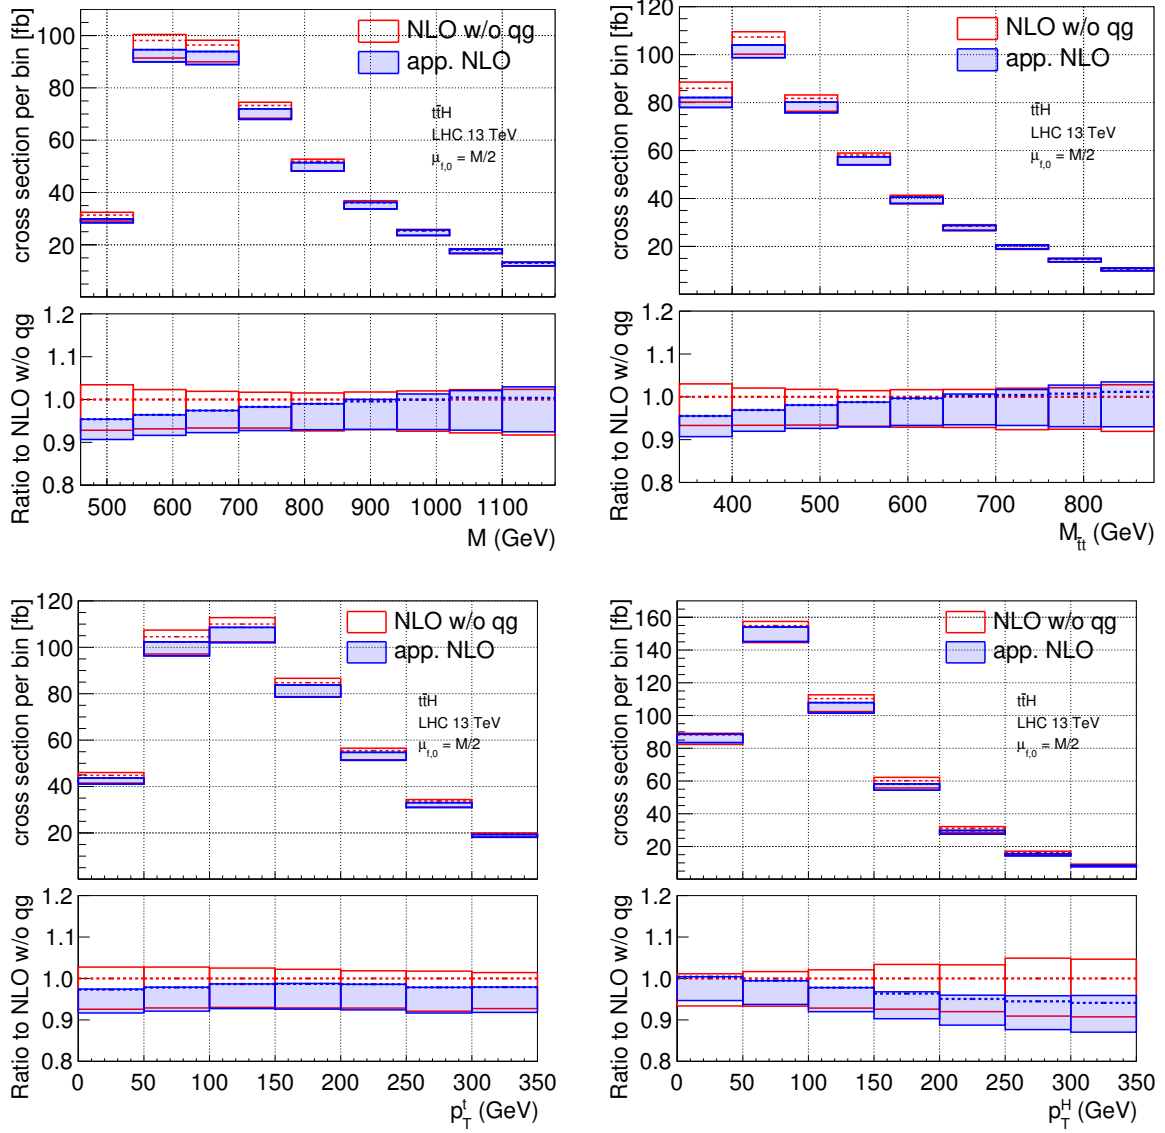 cross section per bin [fb]
100
80
60
40
20
NLO w/o qg
app. NLO
tt̄H
LHC 13 TeV
μf,0 = M/2
Ratio to NLO w/o qg
1.2
1.1
1.0
0.9
0.8
500 600 700 800 900 1000 1100
M (GeV)
cross section per bin [fb]
120
100
80
60
40
20
NLO w/o qg
app. NLO
tt̄H
LHC 13 TeV
μf,0 = M/2
Ratio to NLO w/o qg
1.2
1.1
1.0
0.9
0.8
400 500 600 700 800
Mt̄t (GeV)
cross section per bin [fb]
120
100
80
60
40
20
NLO w/o qg
app. NLO
tt̄H
LHC 13 TeV
μf,0 = M/2
Ratio to NLO w/o qg
1.2
1.1
1.0
0.9
0.8
0 50 100 150 200 250 300 350
pTt (GeV)
cross section per bin [fb]
160
140
120
100
80
60
40
20
NLO w/o qg
app. NLO
tt̄H
LHC 13 TeV
μf,0 = M/2
Ratio to NLO w/o qg
1.2
1.1
1.0
0.9
0.8
0 50 100 150 200 250 300 350
pTH (GeV)